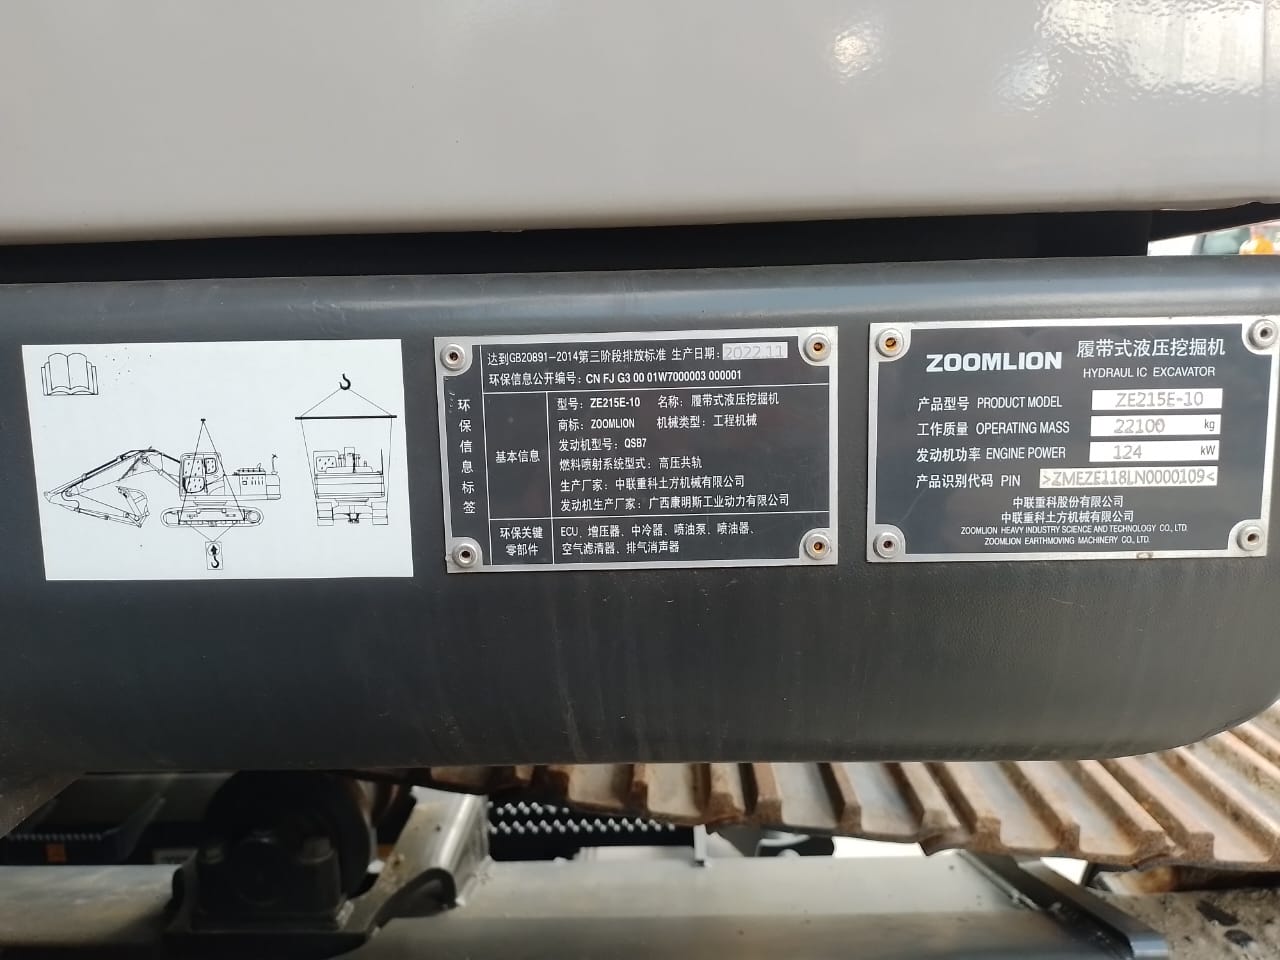 达到GB20891-2014第三阶段排放标准 生产日期: 2022.11
环保信息公开编号: CN FJ G3 00 01W7000003 000001
环保信息标签
基本信息
型号: ZE215E-10 名称: 履带式液压挖掘机
商标: ZOOMLION 机械类型: 工程机械
发动机型号: QSB7
燃料喷射系统型式: 高压共轨
生产厂家: 中联重科土方机械有限公司
发动机生产厂家: 广西康明斯工业动力有限公司
环保关键
零部件
ECU、增压器、中冷器、喷油泵、喷油器、
空气滤清器、排气消声器
ZOOMLION 履带式液压挖掘机
HYDRAULIC EXCAVATOR
产品型号 PRODUCT MODEL ZE215E-10
工作质量 OPERATING MASS 22100 kg
发动机功率 ENGINE POWER 124 kW
产品识别代码 PIN >ZMEZE118LN0000109<
中联重科股份有限公司
中联重科土方机械有限公司
ZOOMLION HEAVY INDUSTRY SCIENCE AND TECHNOLOGY CO., LTD.
ZOOMLION EARTHMOVING MACHINERY CO., LTD.